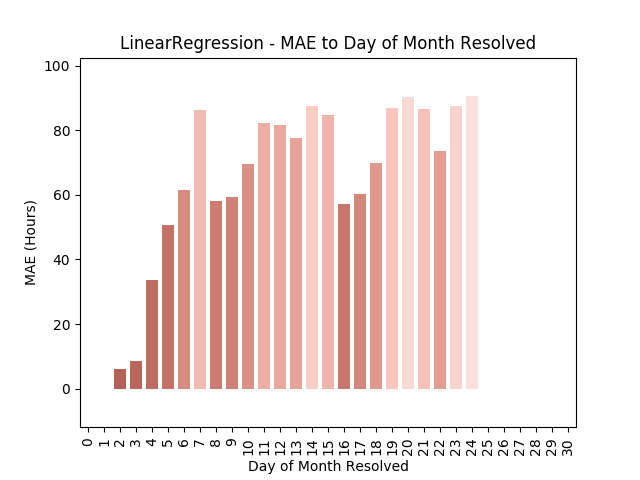 LinearRegression - MAE to Day of Month Resolved
MAE (Hours)
100
80
60
40
20
0
0 1 2 3 4 5 6 7 8 9 10 11 12 13 14 15 16 17 18 19 20 21 22 23 24 25 26 27 28 29 30
Day of Month Resolved